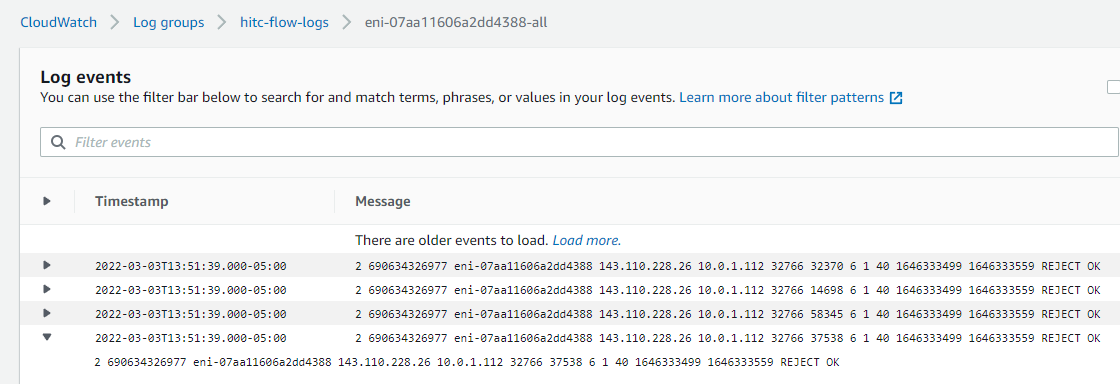 CloudWatch > Log groups > hitc-flow-logs > eni-07aa11606a2dd4388-all
Log events
You can use the filter bar below to search for and match terms, phrases, or values in your log events. Learn more about filter patterns
Filter events
Timestamp Message
There are older events to load. Load more.
2022-03-03T13:51:39.000-05:00 2 690634326977 eni-07aa11606a2dd4388 143.110.228.26 10.0.1.112 32766 32370 6 1 40 1646333499 1646333559 REJECT OK
2022-03-03T13:51:39.000-05:00 2 690634326977 eni-07aa11606a2dd4388 143.110.228.26 10.0.1.112 32766 14698 6 1 40 1646333499 1646333559 REJECT OK
2022-03-03T13:51:39.000-05:00 2 690634326977 eni-07aa11606a2dd4388 143.110.228.26 10.0.1.112 32766 58345 6 1 40 1646333499 1646333559 REJECT OK
2022-03-03T13:51:39.000-05:00 2 690634326977 eni-07aa11606a2dd4388 143.110.228.26 10.0.1.112 32766 37538 6 1 40 1646333499 1646333559 REJECT OK
2 690634326977 eni-07aa11606a2dd4388 143.110.228.26 10.0.1.112 32766 37538 6 1 40 1646333499 1646333559 REJECT OK